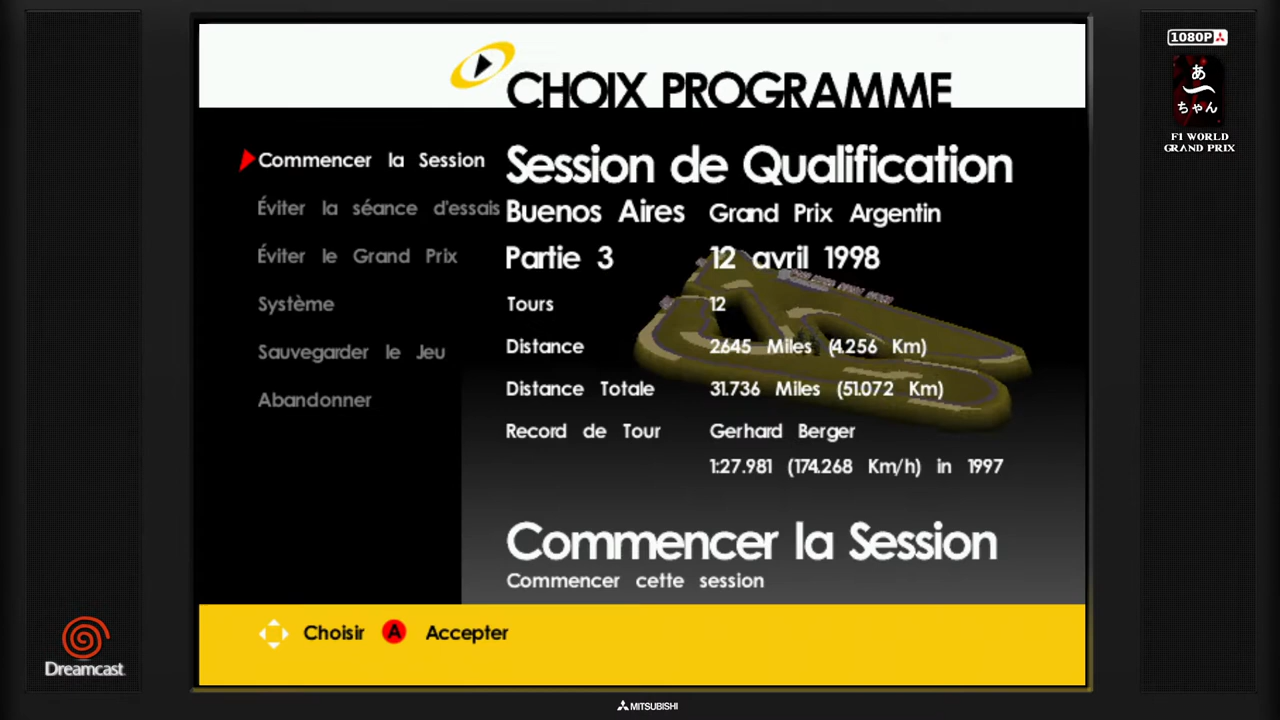 CHOIX PROGRAMME
Commencer la Session
Éviter la séance d'essais
Éviter le Grand Prix
Système
Sauvegarder le Jeu
Abandonner
Session de Qualification
Buenos Aires Grand Prix Argentin
Partie 3 12 avril 1998
Tours 12
Distance 2.645 Miles (4.256 Km)
Distance Totale 31.736 Miles (51.072 Km)
Record de Tour Gerhard Berger
1:27.981 (174.268 Km/h) in 1997
Commencer la Session
Commencer cette session
Choisir A Accepter
1080P
あ
ー
ちゃん
F1 WORLD
GRAND PRIX
Dreamcast
MITSUBISHI